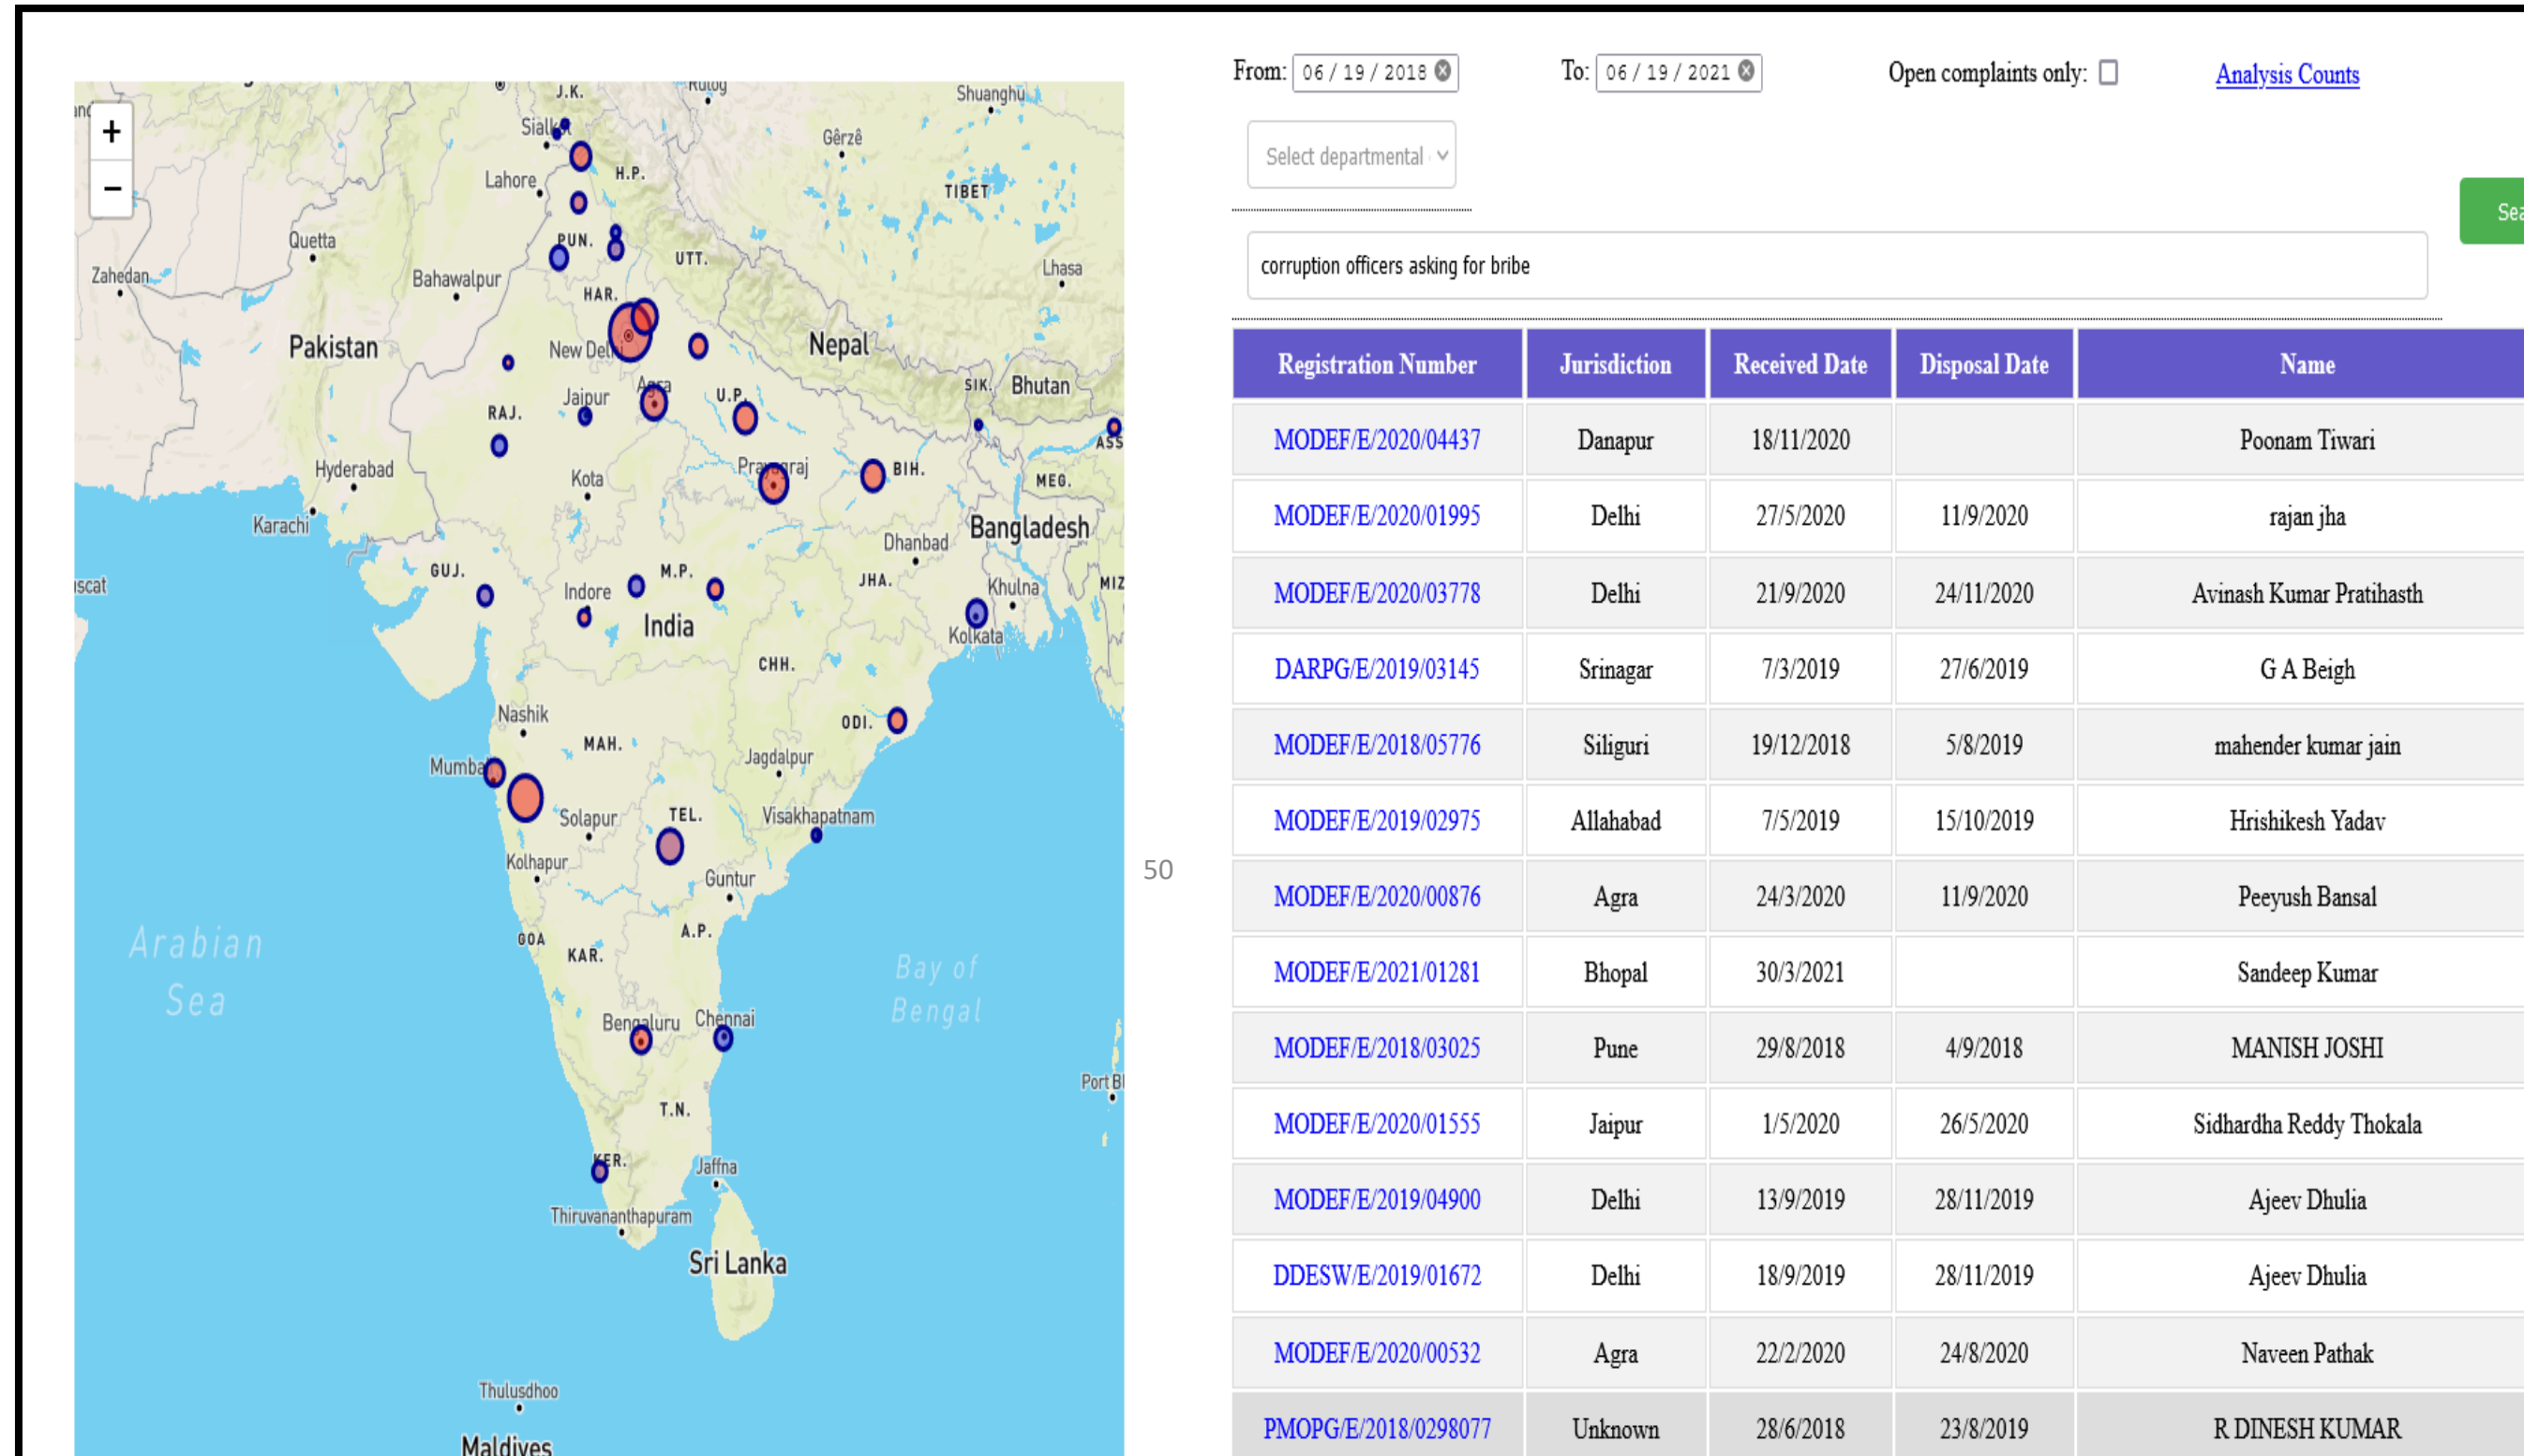 From: 06 / 19 / 2018 To: 06 / 19 / 2021 Open complaints only: Analysis Counts
Select departmental
corruption officers asking for bribe
Registration Number Jurisdiction Received Date Disposal Date Name
MODEF/E/2020/04437 Danapur 18/11/2020 Poonam Tiwari
MODEF/E/2020/01995 Delhi 27/5/2020 11/9/2020 rajan jha
MODEF/E/2020/03778 Delhi 21/9/2020 24/11/2020 Avinash Kumar Pratihasth
DARPG/E/2019/03145 Srinagar 7/3/2019 27/6/2019 G A Beigh
MODEF/E/2018/05776 Siliguri 19/12/2018 5/8/2019 mahender kumar jain
MODEF/E/2019/02975 Allahabad 7/5/2019 15/10/2019 Hrishikesh Yadav
MODEF/E/2020/00876 Agra 24/3/2020 11/9/2020 Peeyush Bansal
MODEF/E/2021/01281 Bhopal 30/3/2021 Sandeep Kumar
MODEF/E/2018/03025 Pune 29/8/2018 4/9/2018 MANISH JOSHI
MODEF/E/2020/01555 Jaipur 1/5/2020 26/5/2020 Sidhardha Reddy Thokala
MODEF/E/2019/04900 Delhi 13/9/2019 28/11/2019 Ajeev Dhulia
DDESW/E/2019/01672 Delhi 18/9/2019 28/11/2019 Ajeev Dhulia
MODEF/E/2020/00532 Agra 22/2/2020 24/8/2020 Naveen Pathak
PMOPG/E/2018/0298077 Unknown 28/6/2018 23/8/2019 R DINESH KUMAR
50
+
−
J.K.
Shuanghu
Gêrzê
Lahore
H.P.
TIBET
Quetta
PUN.
UTT.
Zahedan
Bahawalpur
Lhasa
HAR.
Pakistan
Nepal
Jaipur
SIK.
Bhutan
RAJ.
U.P.
Hyderabad
Kota
BIH.
MEG.
Karachi
Bangladesh
Dhanbad
GUJ.
M.P.
JHA.
Khulna
Indore
India
Kolkata
CHH.
Nashik
ODI.
MAH.
Jagdalpur
Solapur
TEL.
Visakhapatnam
Kolhapur
Guntur
Arabian
Sea
GOA
A.P.
KAR.
Bay of
Bengal
Bengaluru
Chennai
T.N.
KER.
Jaffna
Thiruvananthapuram
Sri Lanka
Thulusdhoo
Maldives